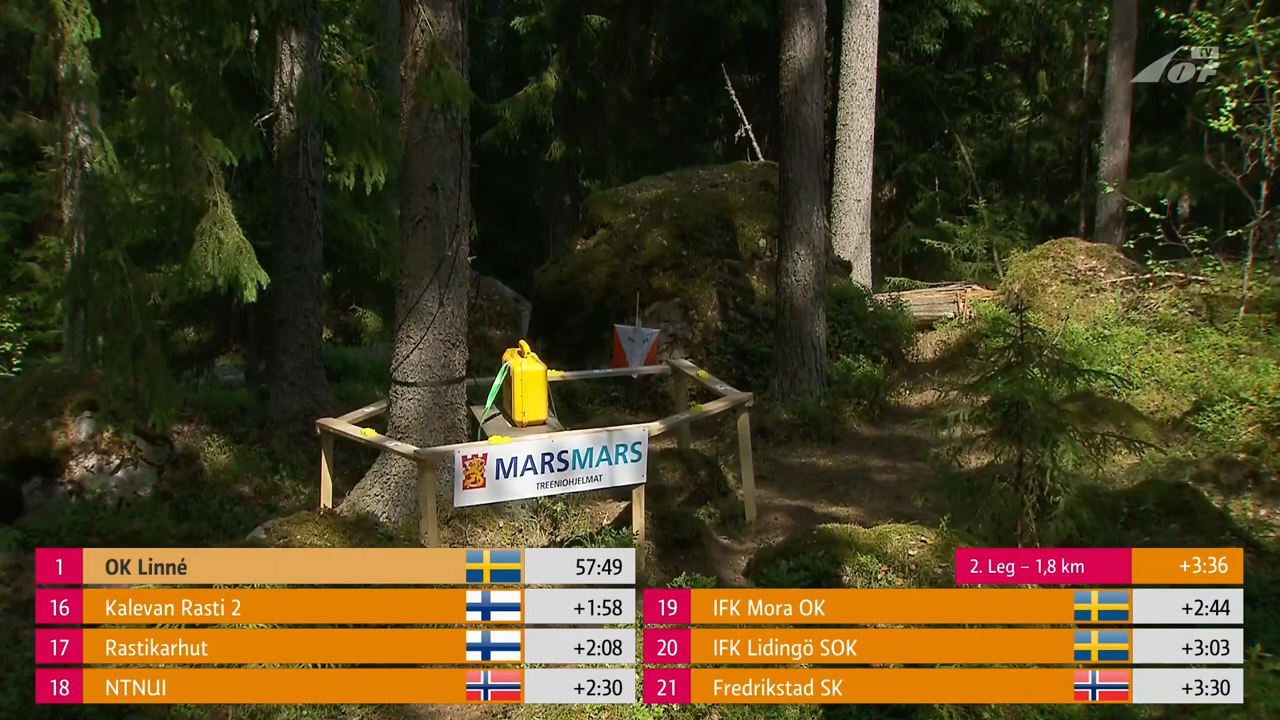 TV
OF
MARSMARS
TREENIOHJELMAT
1 OK Linné 57:49
2. Leg – 1,8 km +3:36
16 Kalevan Rasti 2 +1:58
17 Rastikarhut +2:08
18 NTNUI +2:30
19 IFK Mora OK +2:44
20 IFK Lidingö SOK +3:03
21 Fredrikstad SK +3:30